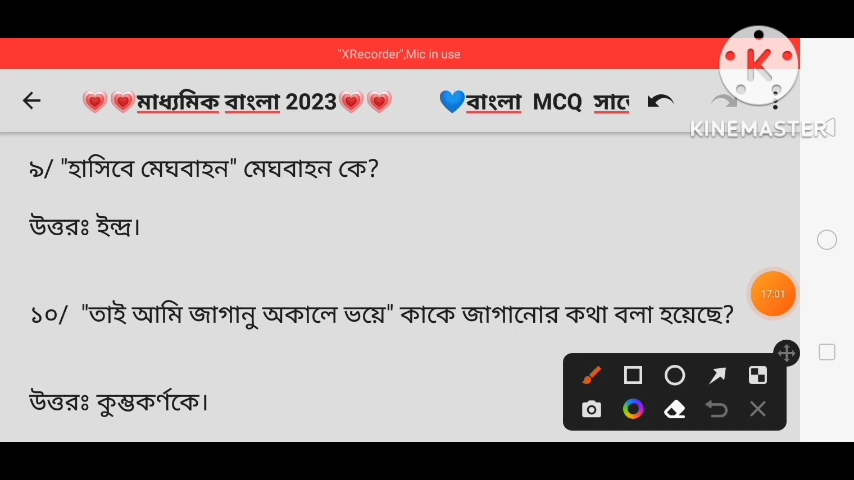 "XRecorder",Mic in use
মাধ্যমিক বাংলা 2023 বাংলা MCQ সাে
KINEMASTER
৯/ "হাসিবে মেঘবাহন" মেঘবাহন কে?
উত্তরঃ ইন্দ্র।
17:01
১০/ "তাই আমি জাগানু অকালে ভয়ে" কাকে জাগানোর কথা বলা হয়েছে?
উত্তরঃ কুম্ভকর্ণকে।